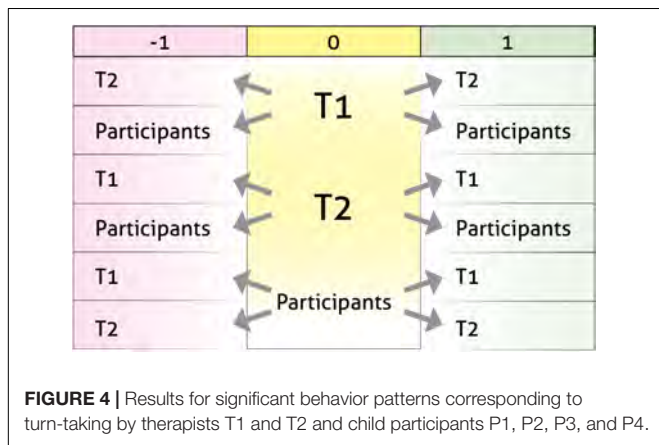 -1 0 1
T2 T1 T2
Participants Participants
T1 T2 T1
Participants Participants
T1 Participants T1
T2 T2
FIGURE 4 | Results for significant behavior patterns corresponding to
turn-taking by therapists T1 and T2 and child participants P1, P2, P3, and P4.